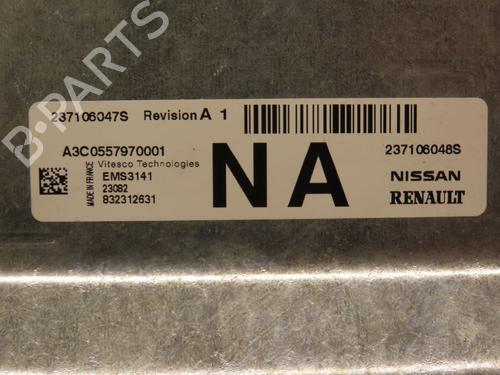 B-PARTS
237106047S Revision A 1
A3C0557970001
Vitesco Technologies
MADE IN FRANCE
EMS3141
23082
832312631
NA
237106048S
NISSAN
RENAULT